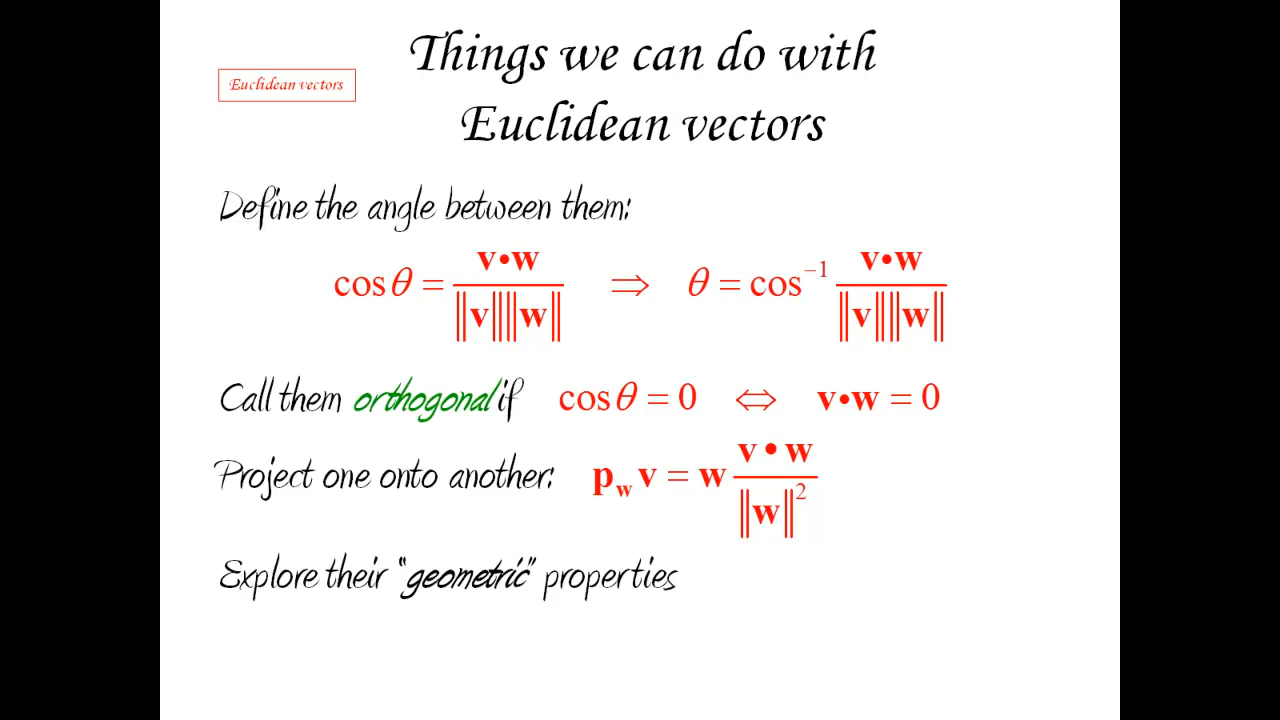 Things we can do with
Euclidean vectors
Euclidean vectors
Define the angle between them:
cos θ = v•w / ‖v‖‖w‖ ⇒ θ = cos⁻¹ v•w / ‖v‖‖w‖
Call them orthogonal if cos θ = 0 ⇔ v•w = 0
Project one onto another: p_w v = w v • w / ‖w‖²
Explore their “geometric” properties